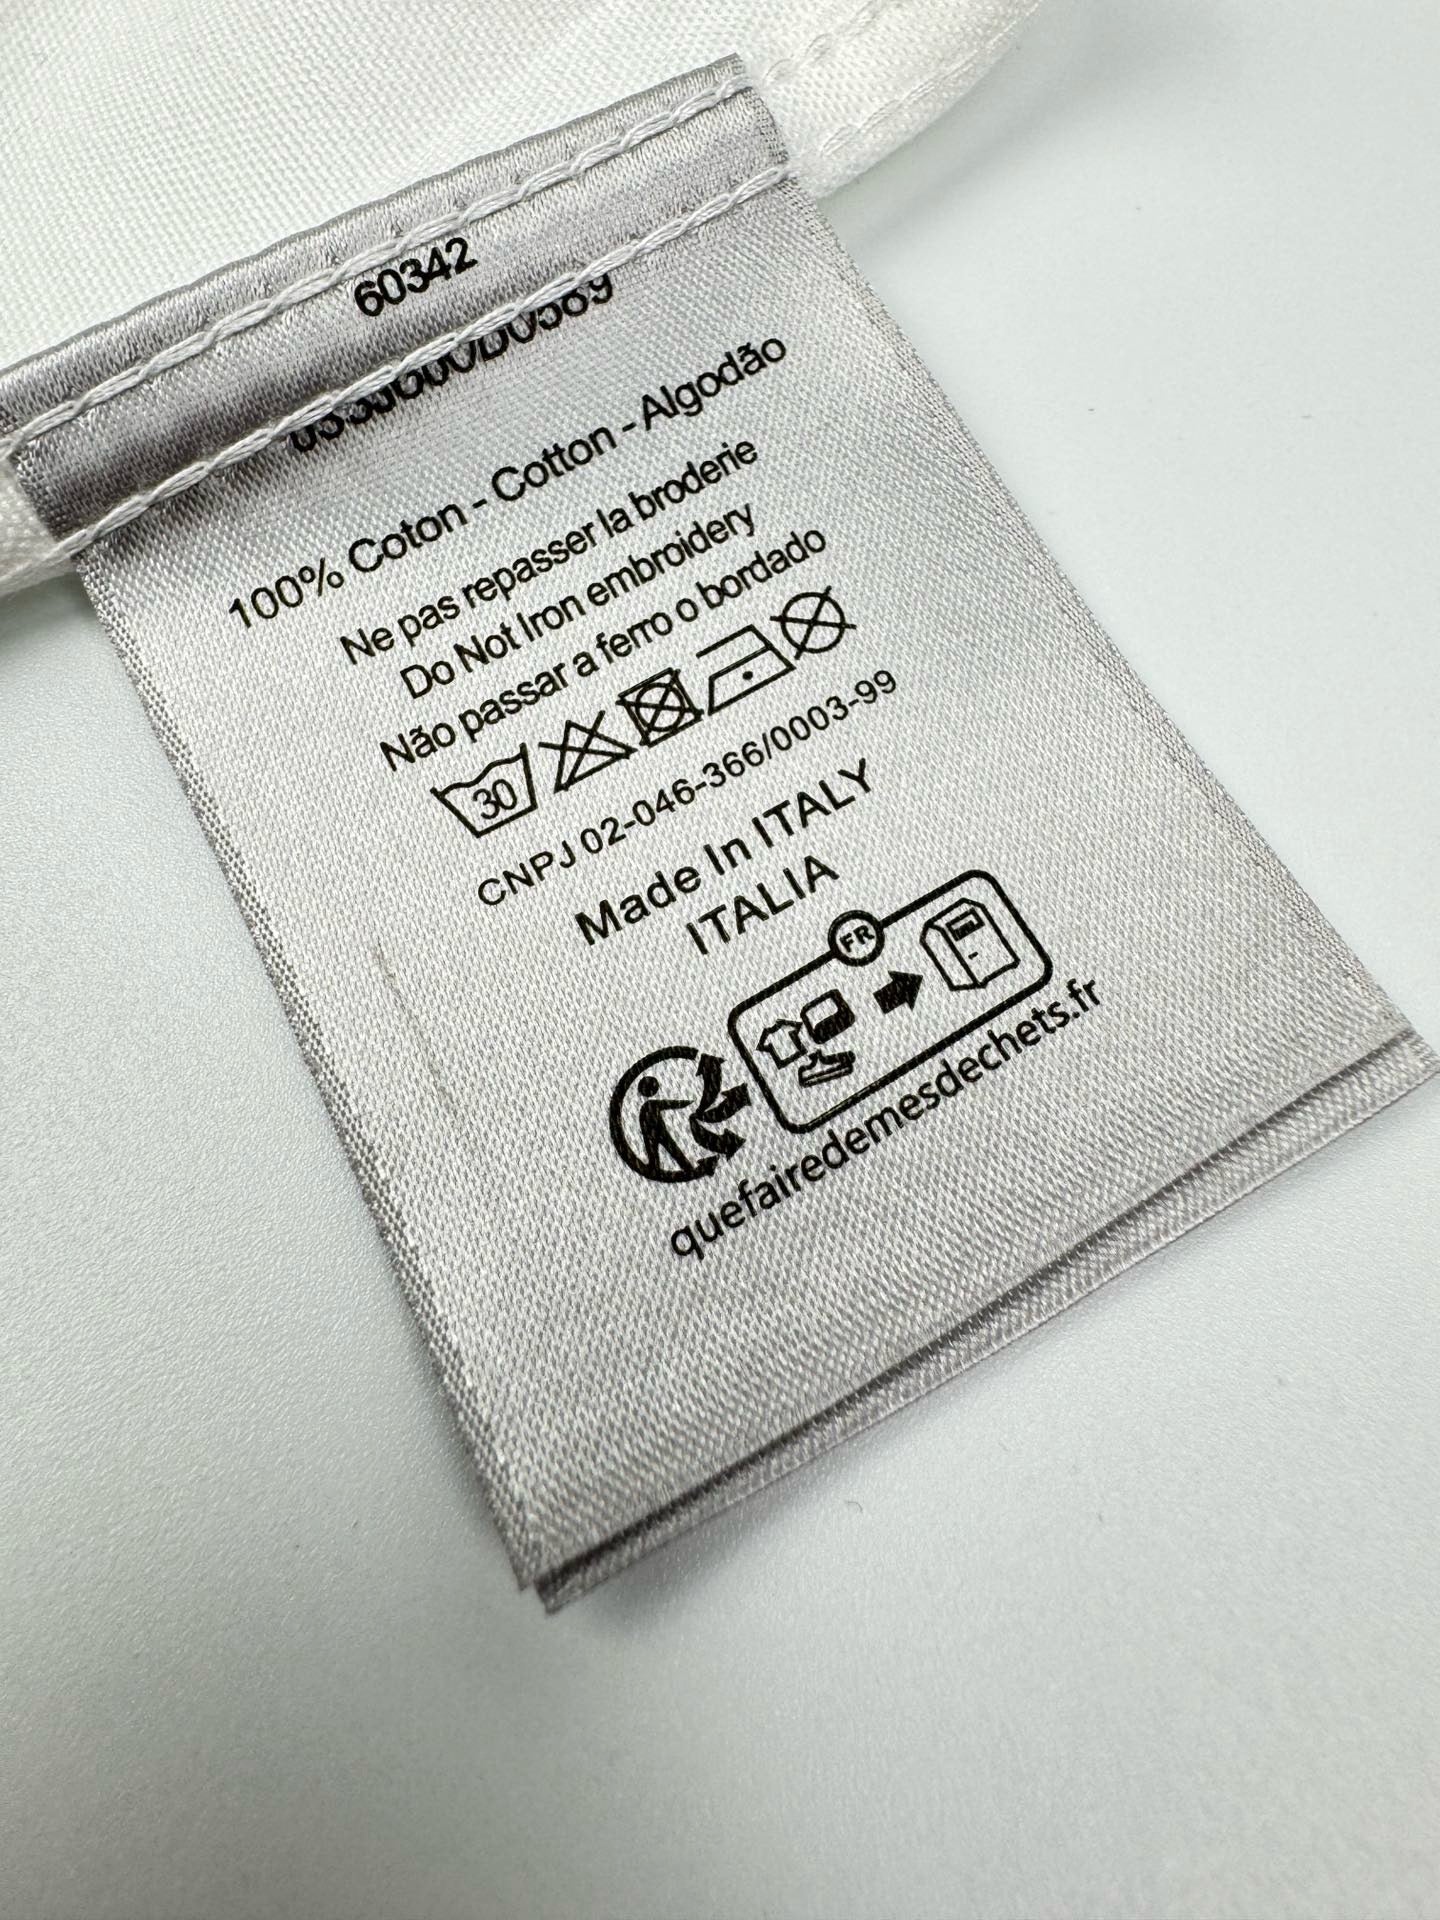 60342
100% Coton - Cotton - Algodão
Ne pas repasser la broderie
Do Not Iron embroidery
Não passar a ferro o bordado
30
CNPJ 02-046-366/0003-99
Made In ITALY
ITALIA
FR
quefairedemesdechets.fr